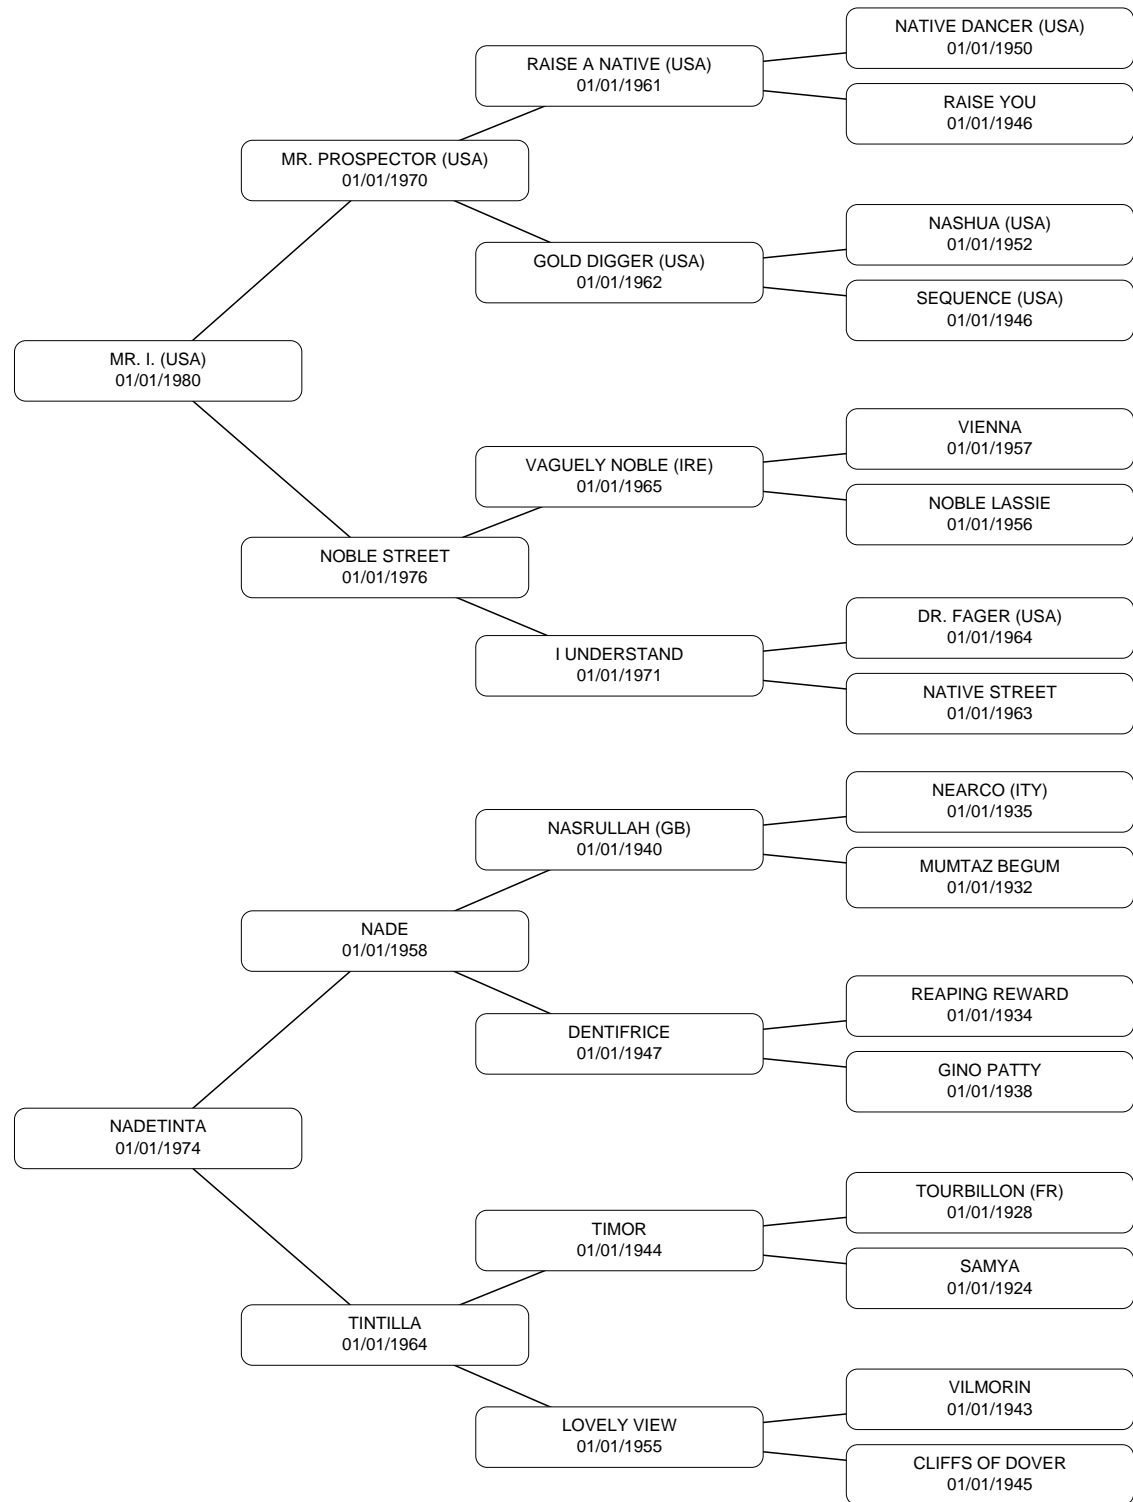 NATIVE DANCER (USA)
01/01/1950
RAISE A NATIVE (USA)
01/01/1961
RAISE YOU
01/01/1946
MR. PROSPECTOR (USA)
01/01/1970
NASHUA (USA)
01/01/1952
GOLD DIGGER (USA)
01/01/1962
SEQUENCE (USA)
01/01/1946
MR. I. (USA)
01/01/1980
VIENNA
01/01/1957
VAGUELY NOBLE (IRE)
01/01/1965
NOBLE LASSIE
01/01/1956
NOBLE STREET
01/01/1976
DR. FAGER (USA)
01/01/1964
I UNDERSTAND
01/01/1971
NATIVE STREET
01/01/1963
NEARCO (ITY)
01/01/1935
NASRULLAH (GB)
01/01/1940
MUMTAZ BEGUM
01/01/1932
NADE
01/01/1958
REAPING REWARD
01/01/1934
DENTIFRICE
01/01/1947
GINO PATTY
01/01/1938
NADETINTA
01/01/1974
TOURBILLON (FR)
01/01/1928
TIMOR
01/01/1944
SAMYA
01/01/1924
TINTILLA
01/01/1964
VILMORIN
01/01/1943
LOVELY VIEW
01/01/1955
CLIFFS OF DOVER
01/01/1945